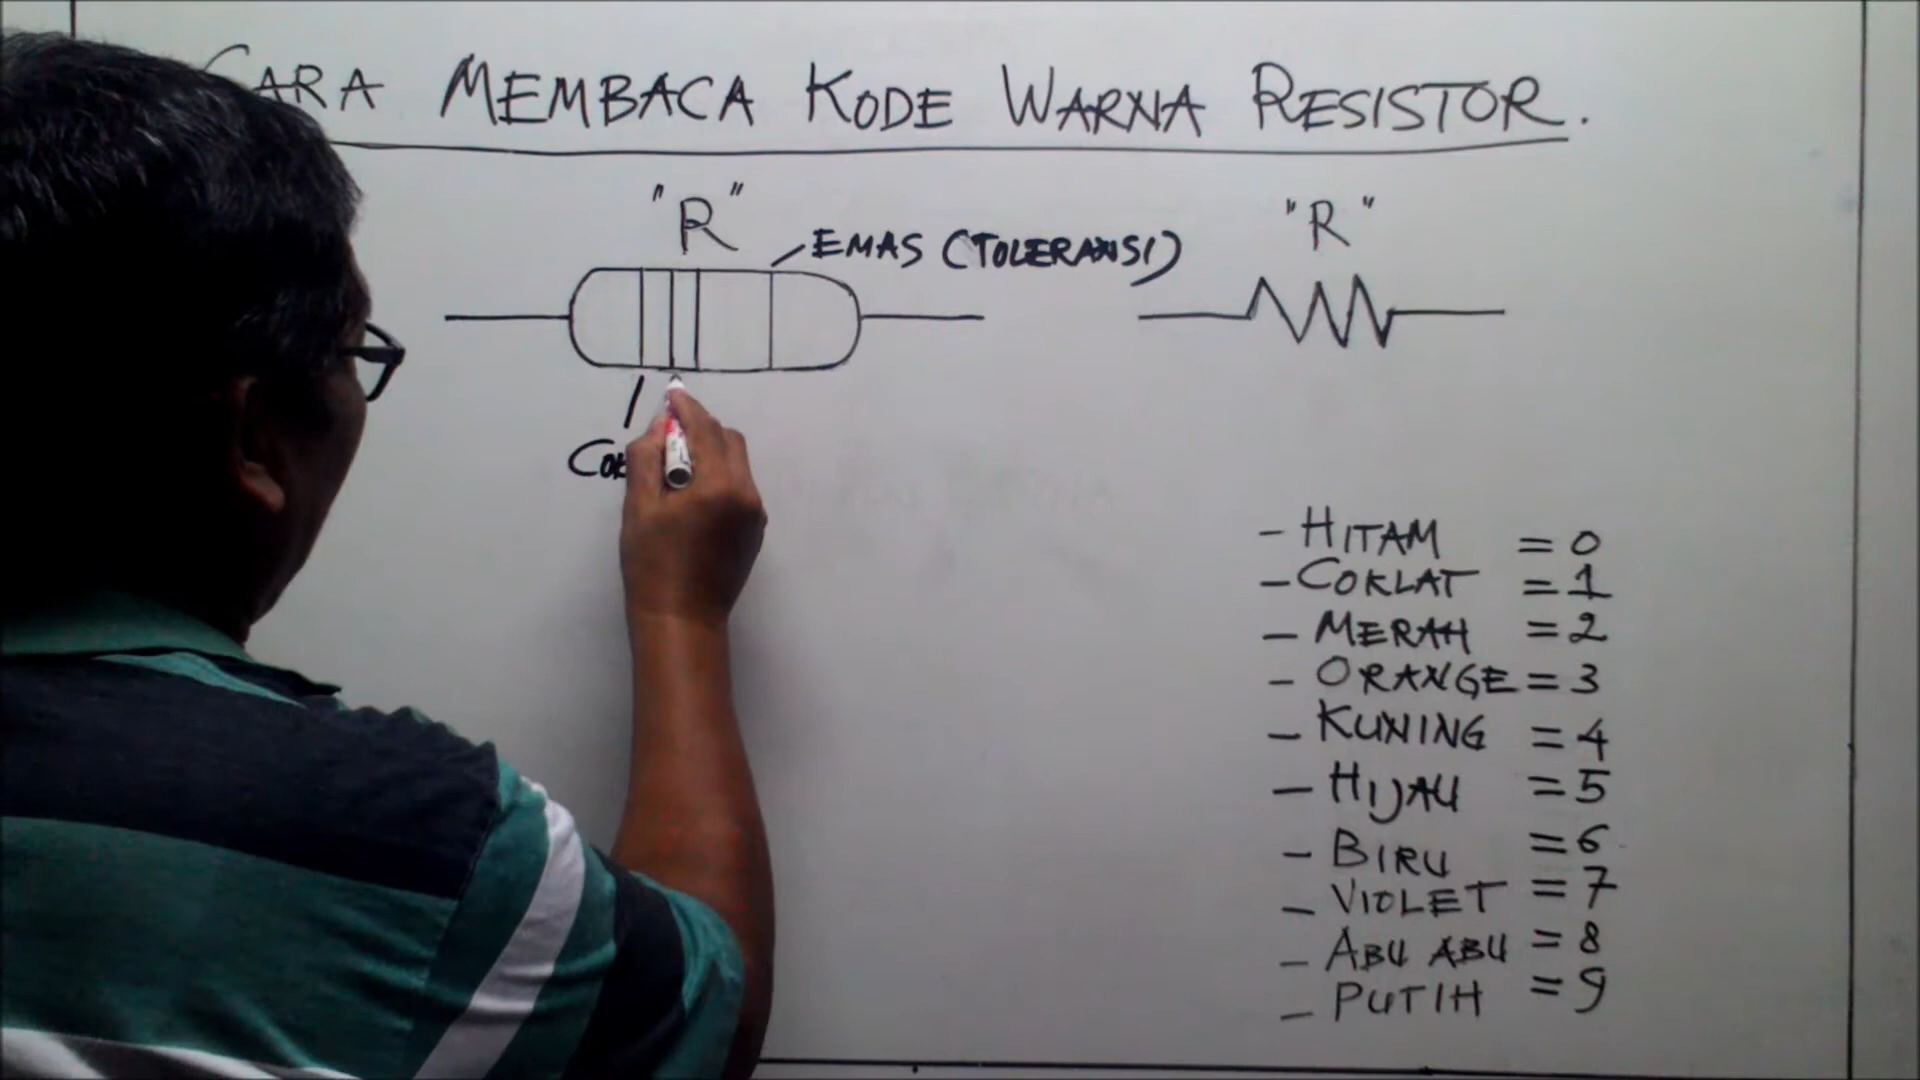 CARA MEMBACA KODE WARNA RESISTOR.
"R"
EMAS (TOLERANSI)
"R"
- HITAM = 0
- COKLAT = 1
- MERAH = 2
- ORANGE = 3
- KUNING = 4
- HIJAU = 5
- BIRU = 6
- VIOLET = 7
- ABU ABU = 8
- PUTIH = 9